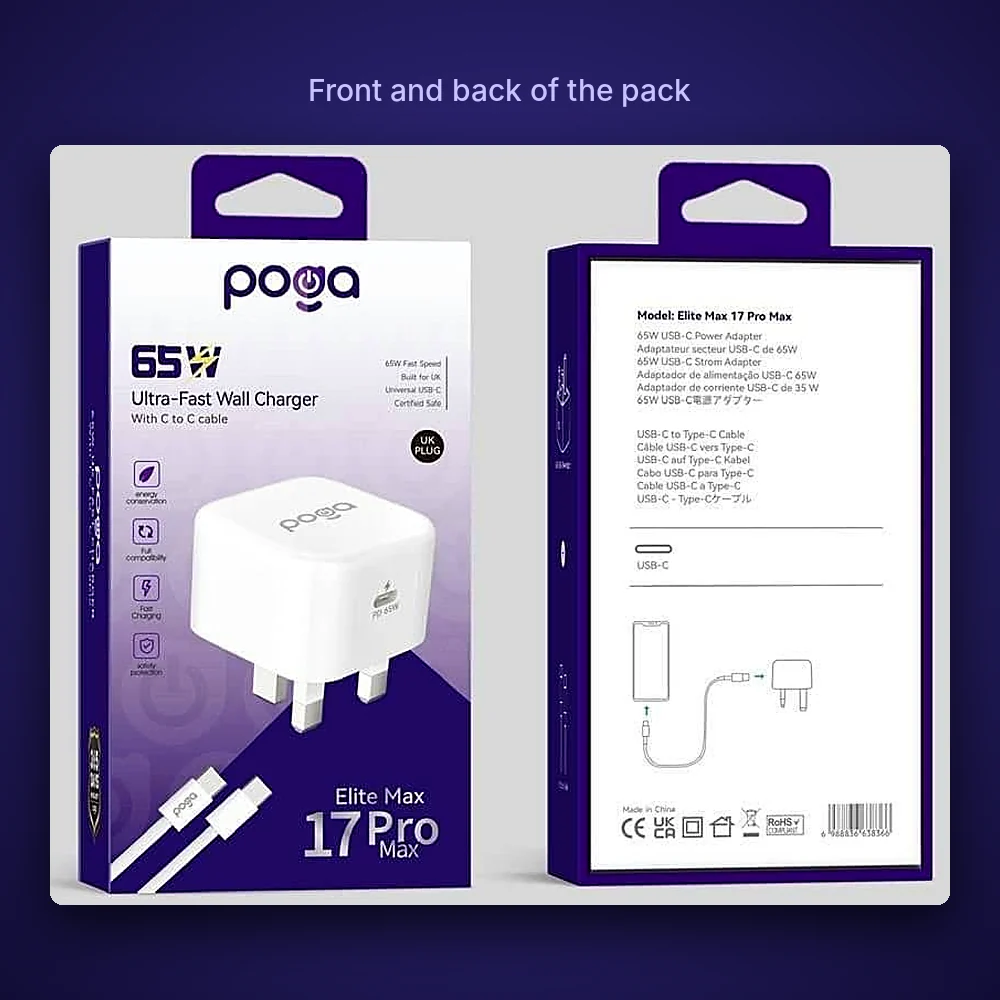 Front and back of the pack
poga
65W
Ultra-Fast Wall Charger
With C to C cable
65W Fast Speed
Built for UK
Universal USB-C
Certified Safe
UK
PLUG
energy
conservation
Full
compatibility
Fast
Charging
safety
protection
poga
PD 65W
poga
poga
Elite Max
17 Pro
Max
Model: Elite Max 17 Pro Max
65W USB-C Power Adapter
Adaptateur secteur USB-C de 65W
65W USB-C Strom Adapter
Adaptador de alimentação USB-C 65W
Adaptador de corriente USB-C de 35 W
65W USB-C電源アダプター
USB-C to Type-C Cable
Câble USB-C vers Type-C
USB-C auf Type-C Kabel
Cabo USB-C para Type-C
Cable USB-C a Type-C
USB-C - Type-Cケーブル
USB-C
Made in China
CE UK CA RoHS COMPLIANT
6 988836 638366